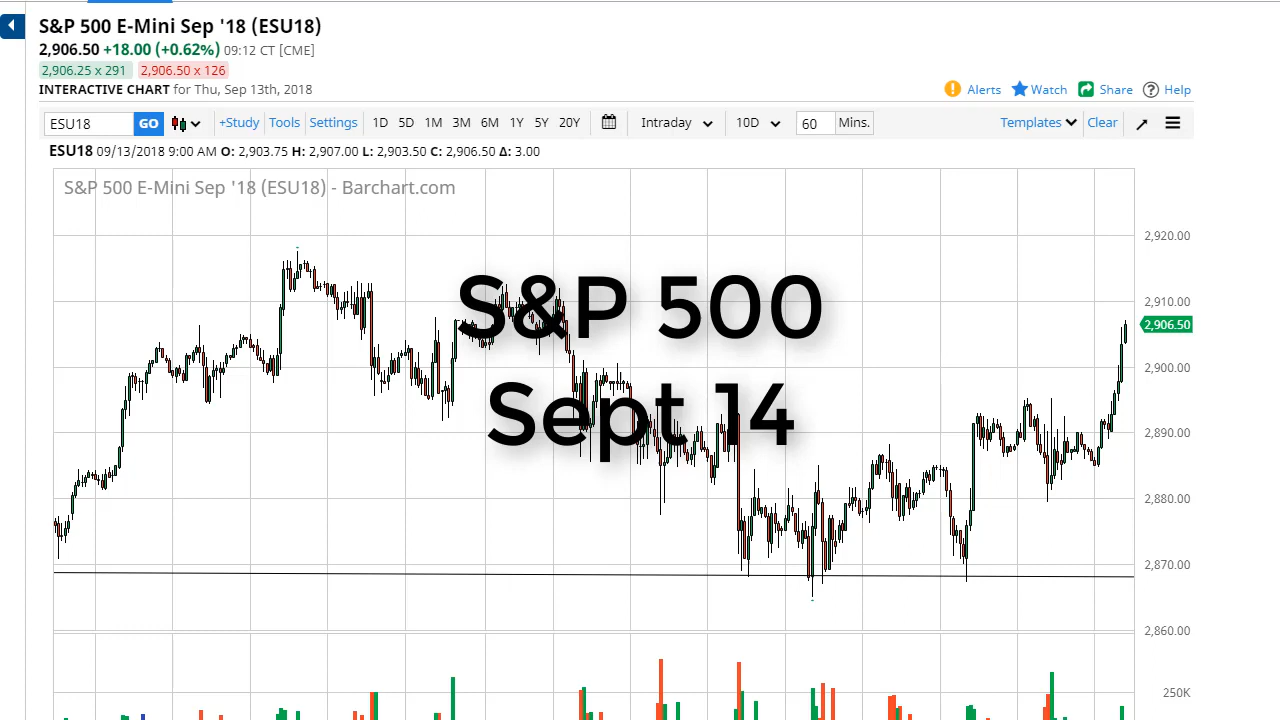 S&P 500 E-Mini Sep '18 (ESU18)
2,906.50 +18.00 (+0.62%) 09:12 CT [CME]
2,906.25 x 291 2,906.50 x 126
INTERACTIVE CHART for Thu, Sep 13th, 2018
Alerts Watch Share Help
ESU18 GO +Study Tools Settings 1D 5D 1M 3M 6M 1Y 5Y 20Y Intraday 10D 60 Mins. Templates Clear
ESU18 09/13/2018 9:00 AM O: 2,903.75 H: 2,907.00 L: 2,903.50 C: 2,906.50 Δ: 3.00
S&P 500 E-Mini Sep '18 (ESU18) - Barchart.com
2,920.00
2,910.00
2,906.50
2,900.00
2,890.00
2,880.00
2,870.00
2,860.00
250K
S&P 500
Sept 14